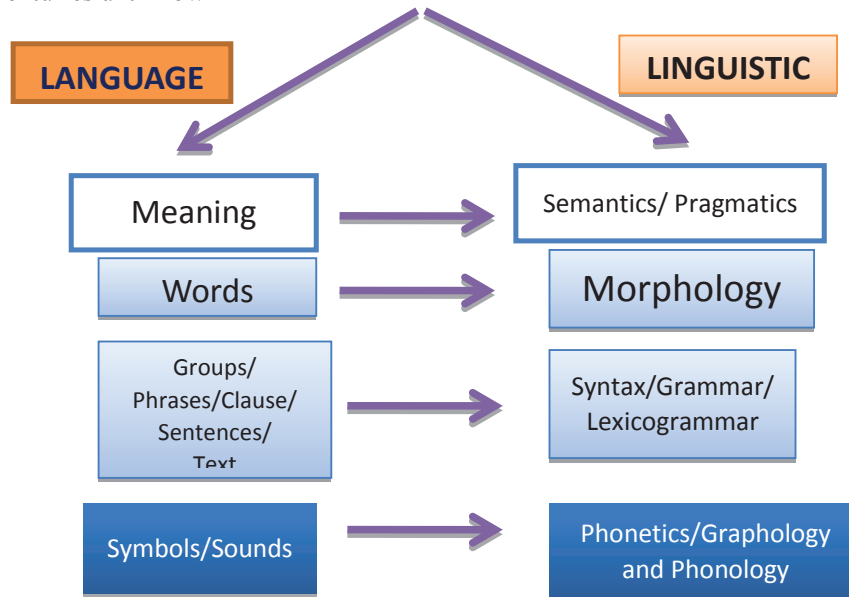 LANGUAGE
LINGUISTIC
Meaning
Semantics/ Pragmatics
Words
Morphology
Groups/
Phrases/Clause/
Sentences/
Text
Syntax/Grammar/
Lexicogrammar
Symbols/Sounds
Phonetics/Graphology
and Phonology